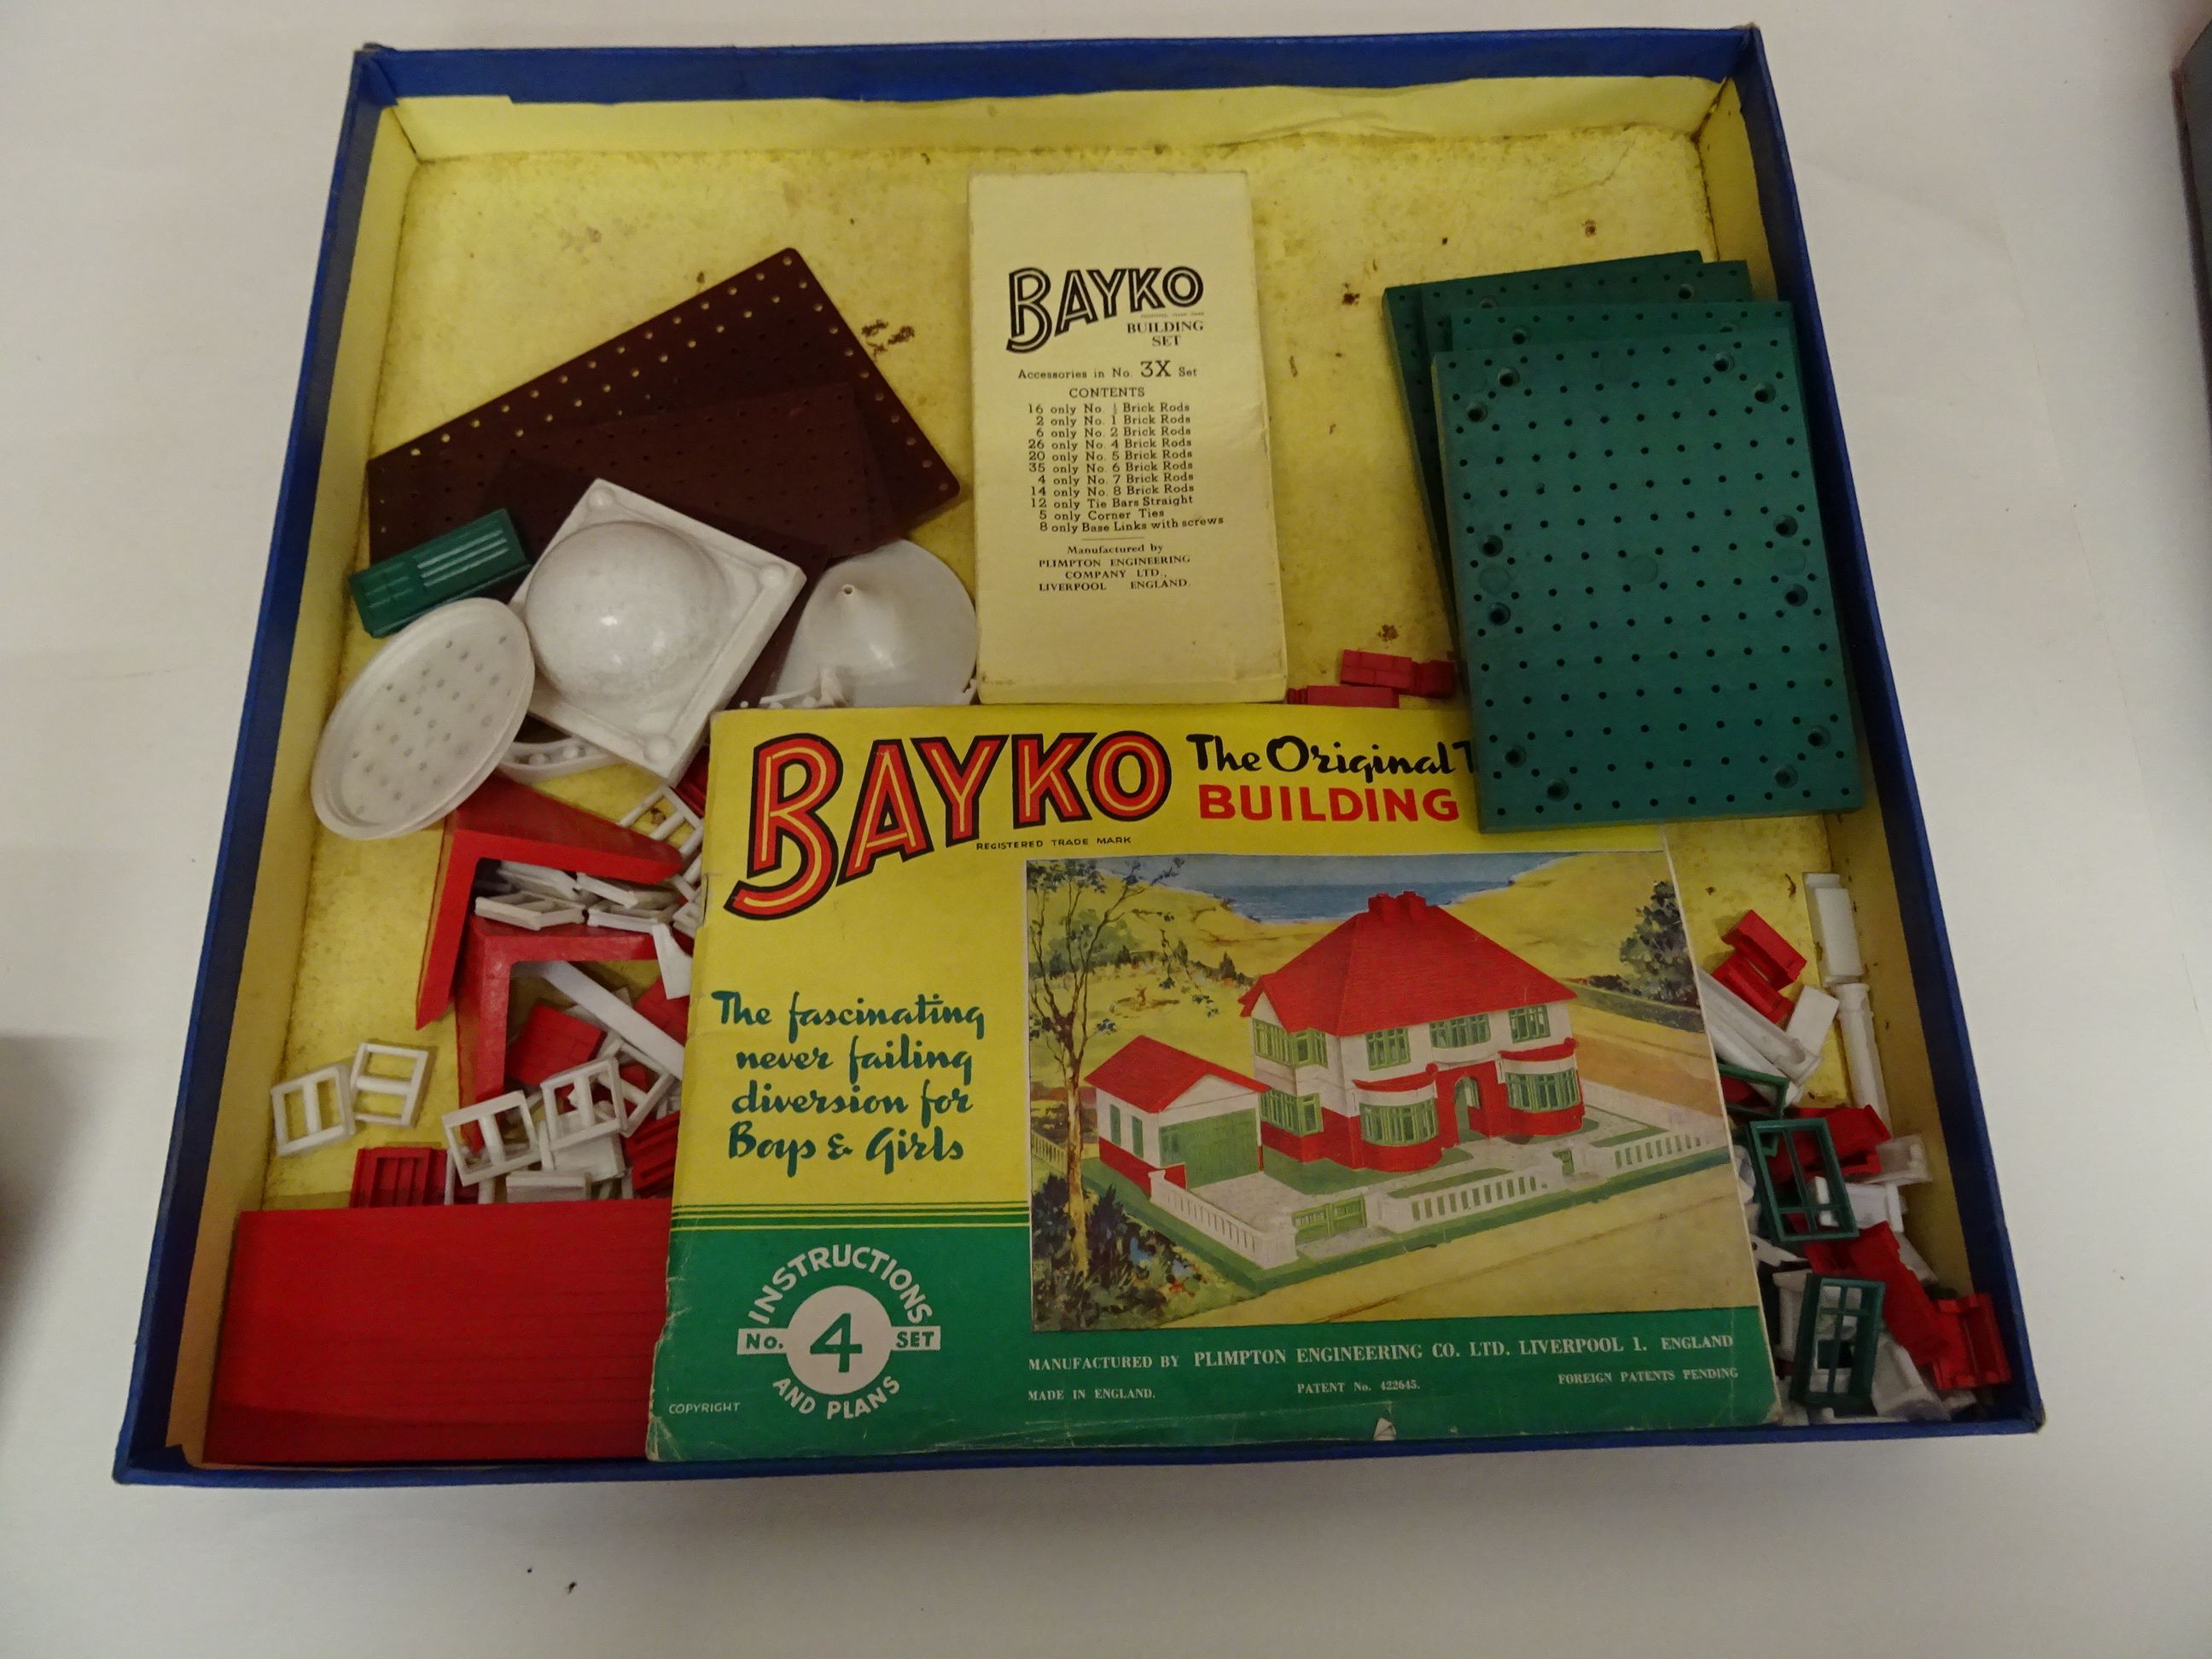 BAYKO
REGISTERED TRADE MARK
BUILDING
SET
Accessories in No. 3X Set
CONTENTS
16 only No. ½ Brick Rods
2 only No. 1 Brick Rods
6 only No. 2 Brick Rods
26 only No. 4 Brick Rods
20 only No. 5 Brick Rods
35 only No. 6 Brick Rods
4 only No. 7 Brick Rods
14 only No. 8 Brick Rods
12 only Tie Bars Straight
5 only Corner Ties
8 only Base Links with screws
Manufactured by
PLIMPTON ENGINEERING
COMPANY LTD.,
LIVERPOOL ENGLAND.
BAYKO
REGISTERED TRADE MARK
The Original
BUILDING
The fascinating
never failing
diversion for
Boys & Girls
INSTRUCTIONS
No. 4 SET
AND PLANS
COPYRIGHT
MANUFACTURED BY PLIMPTON ENGINEERING CO. LTD. LIVERPOOL 1. ENGLAND
MADE IN ENGLAND. PATENT No. 422645. FOREIGN PATENTS PENDING